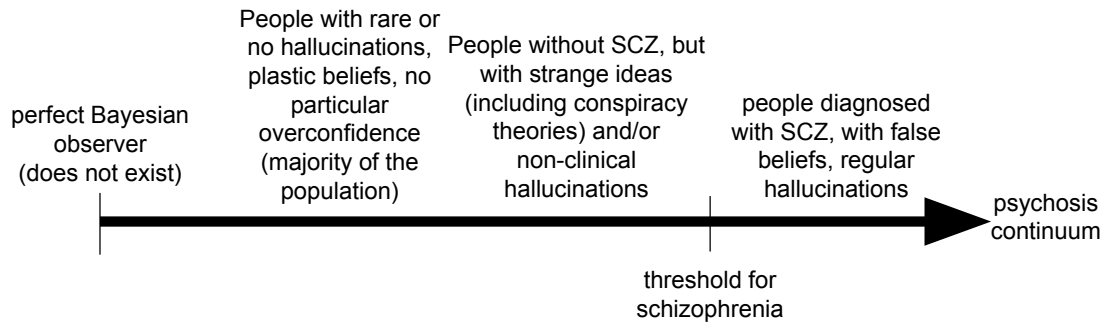 perfect Bayesian
observer
(does not exist)
People with rare or
no hallucinations,
plastic beliefs, no
particular
overconfidence
(majority of the
population)
People without SCZ, but
with strange ideas
(including conspiracy
theories) and/or
non-clinical
hallucinations
people diagnosed
with SCZ, with false
beliefs, regular
hallucinations
psychosis
continuum
threshold for
schizophrenia